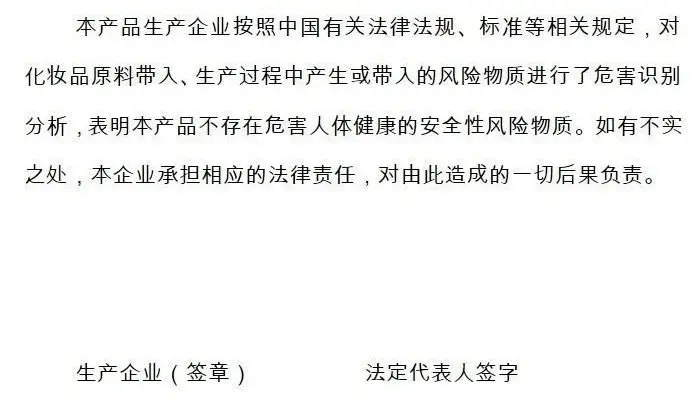 本产品生产企业按照中国有关法律法规、标准等相关规定，对
化妆品原料带入、生产过程中产生或带入的风险物质进行了危害识别
分析，表明本产品不存在危害人体健康的安全性风险物质。如有不实
之处，本企业承担相应的法律责任，对由此造成的一切后果负责。
生产企业（签章） 法定代表人签字